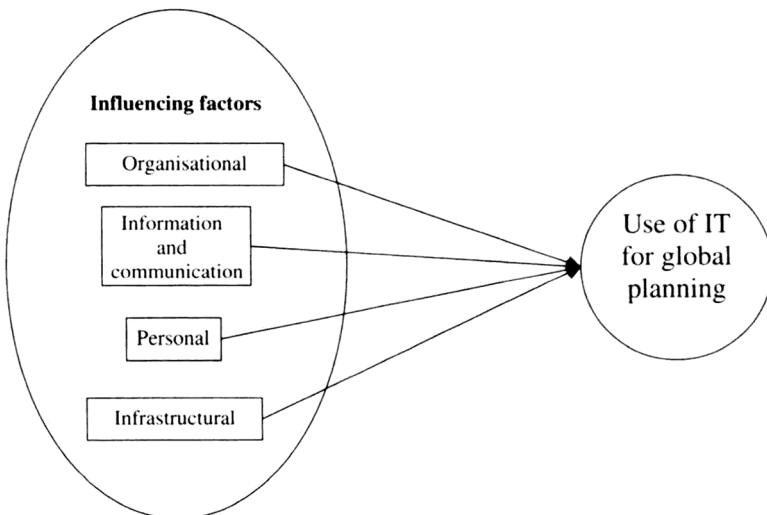 Influencing factors
Organisational
Information
and
communication
Personal
Infrastructural
Use of IT
for global
planning